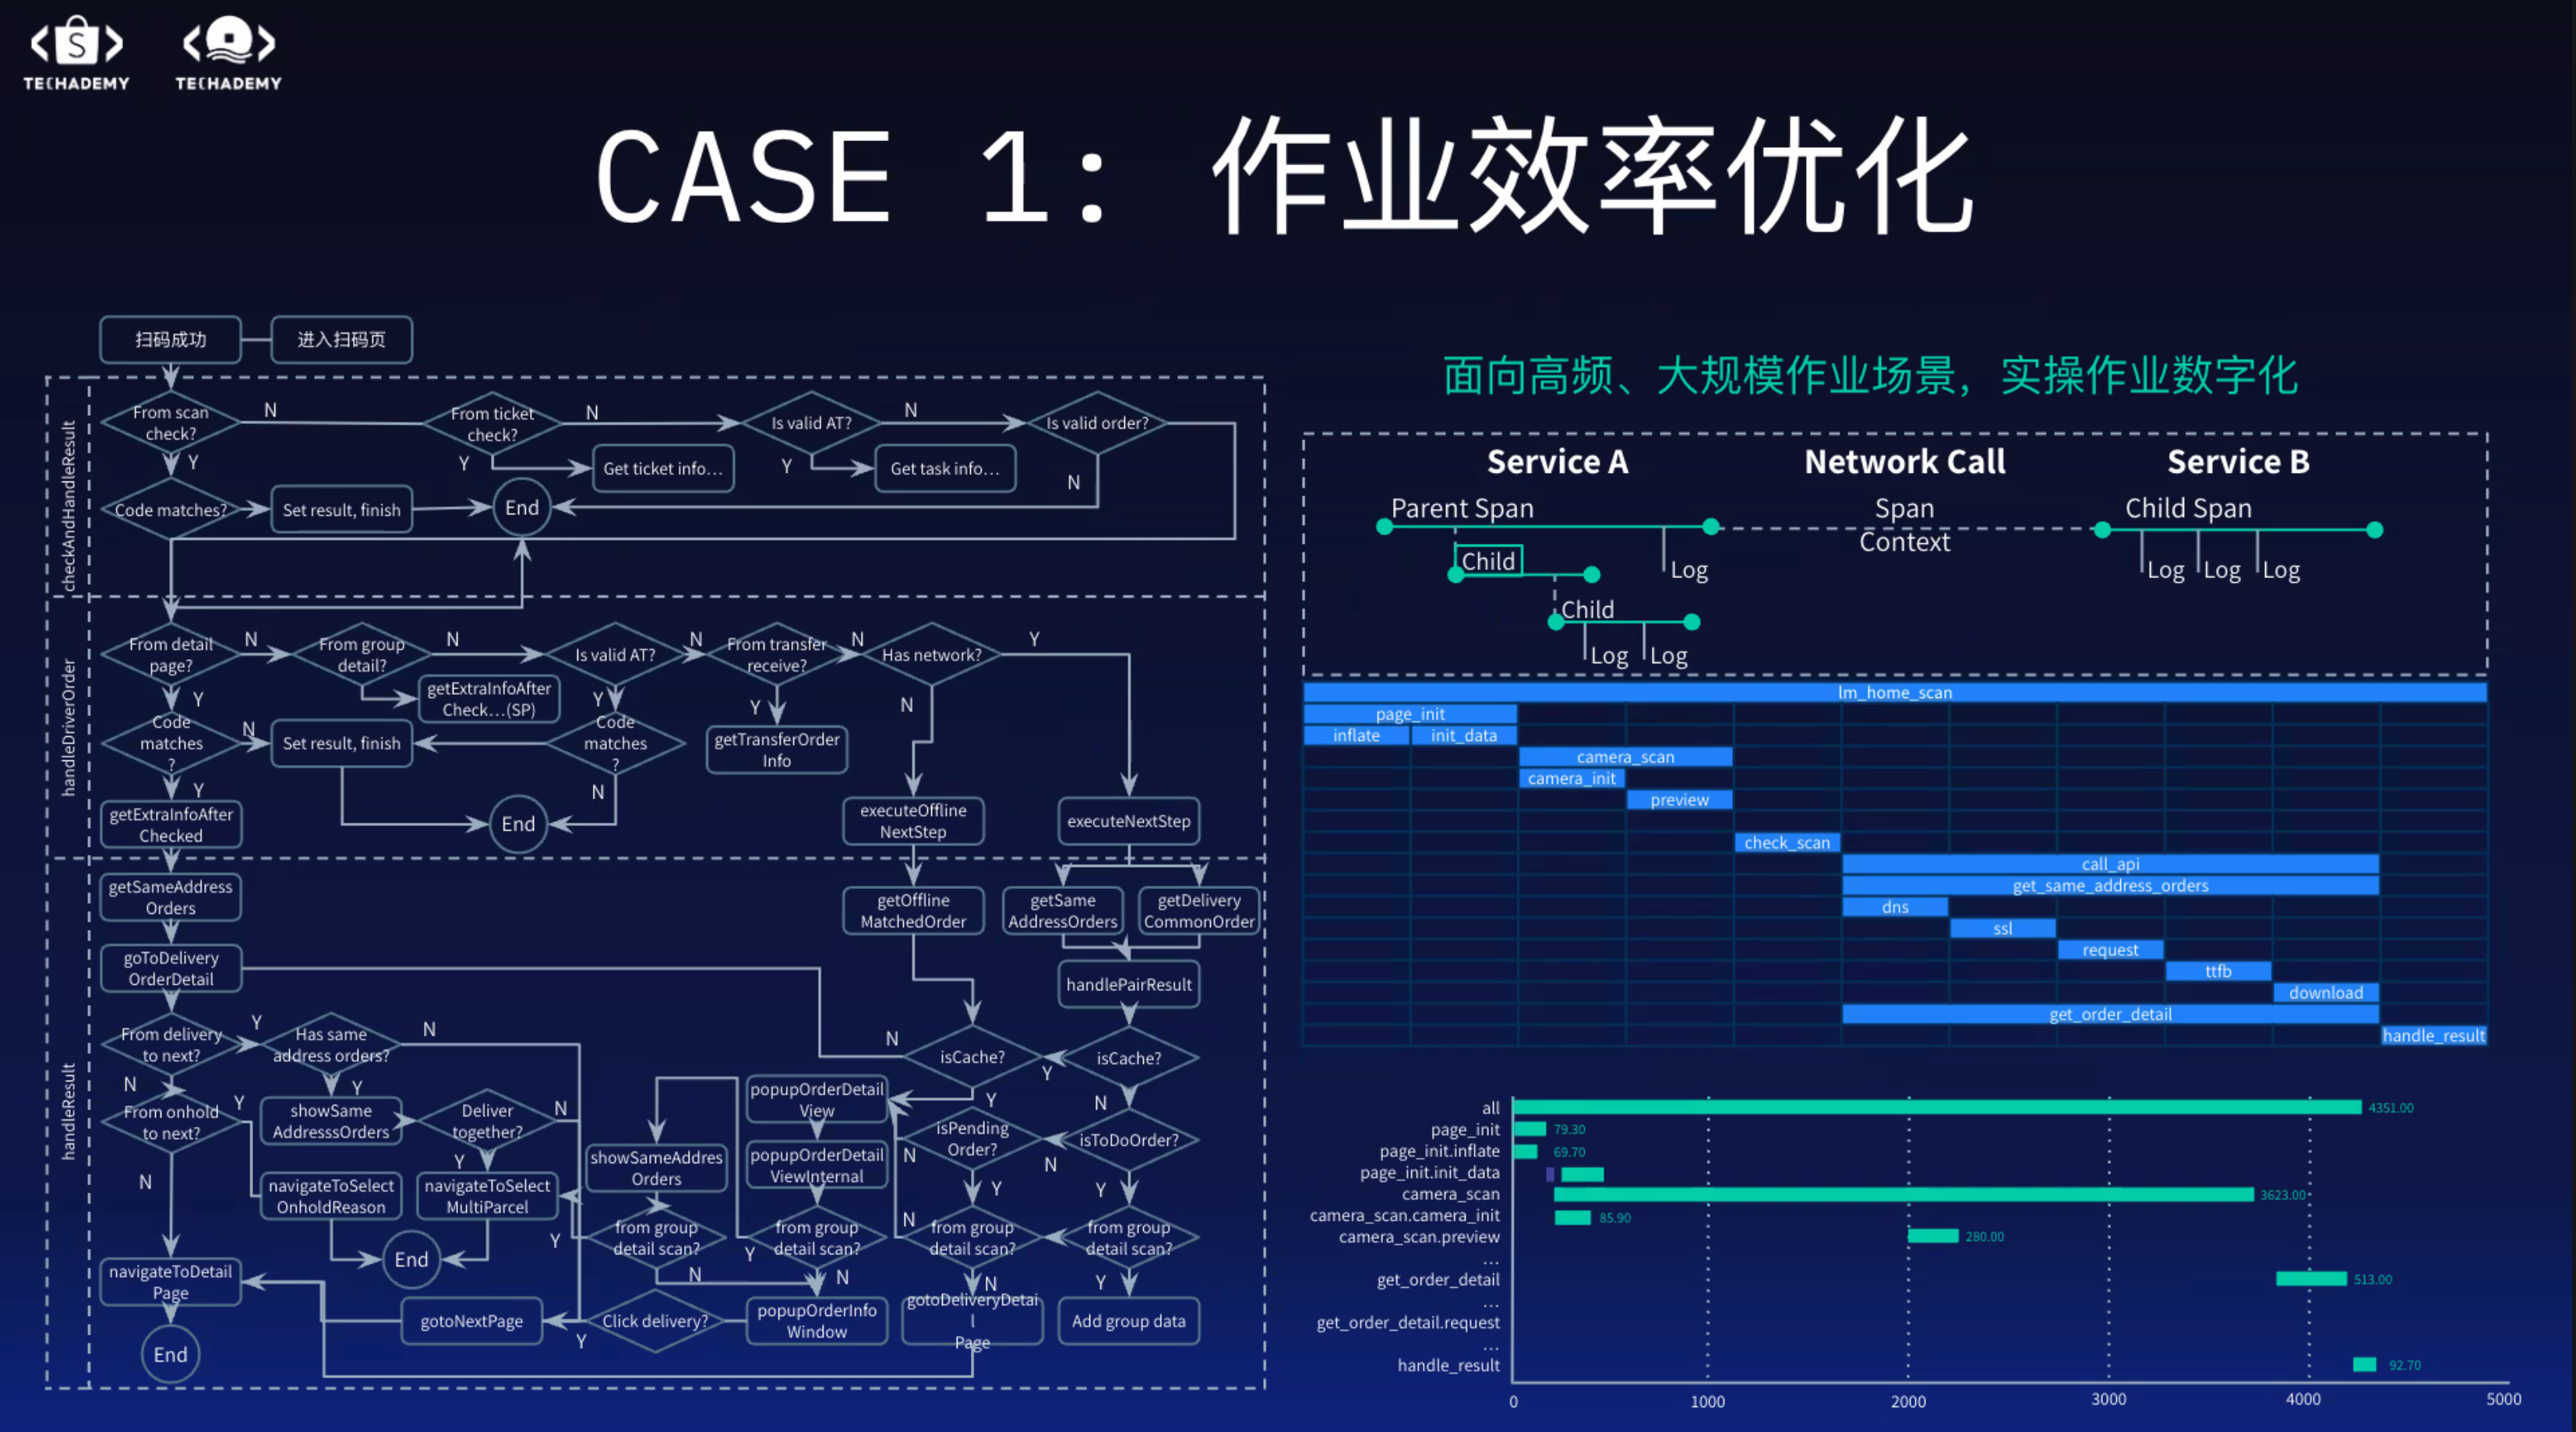 S
TECHADEMY
TECHADEMY
CASE 1: 作业效率优化
扫码成功
进入扫码页
checkAndHandleResult
From scan
check?
N
From ticket
check?
N
Is valid AT?
N
Is valid order?
Y
Y
Get ticket info...
Y
Get task info...
N
Code matches?
Set result, finish
End
handleDriverOrder
From detail
page?
N
From group
detail?
N
Is valid AT?
N
From transfer
receive?
N
Has network?
Y
Y
getExtraInfoAfter
Check...(SP)
Y
Y
N
Code
matches
?
N
Set result, finish
Code
matches
?
getTransferOrder
Info
Y
N
getExtraInfoAfter
Checked
End
executeOffline
NextStep
executeNextStep
handleResult
getSameAddress
Orders
getOffline
MatchedOrder
getSame
AddressOrders
getDelivery
CommonOrder
goToDelivery
OrderDetail
handlePairResult
From delivery
to next?
Y
Has same
address orders?
N
N
isCache?
Y
isCache?
N
Y
Y
N
From onhold
to next?
Y
showSame
AddresssOrders
Deliver
together?
N
popupOrderDetail
View
isPending
Order?
isToDoOrder?
N
N
Y
N
navigateToSelect
OnholdReason
navigateToSelect
MultiParcel
showSameAddres
Orders
popupOrderDetail
ViewInternal
Y
Y
End
Y
from group
detail scan?
Y
from group
detail scan?
N
from group
detail scan?
from group
detail scan?
N
N
N
Y
navigateToDetail
Page
gotoNextPage
Y
Click delivery?
popupOrderInfo
Window
gotoDeliveryDetai
l
Page
Add group data
End
面向高频、大规模作业场景，实操作业数字化
Service A
Network Call
Service B
Parent Span
Span
Context
Child Span
Child
Log
Log
Log
Log
Child
Log
Log
lm_home_scan
page_init
inflate
init_data
camera_scan
camera_init
preview
check_scan
call_api
get_same_address_orders
dns
ssl
request
ttfb
download
get_order_detail
handle_result
all
4351.00
page_init
79.30
page_init.inflate
69.70
page_init.init_data
camera_scan
3623.00
camera_scan.camera_init
85.90
camera_scan.preview
280.00
...
get_order_detail
513.00
...
get_order_detail.request
...
handle_result
92.70
0
1000
2000
3000
4000
5000